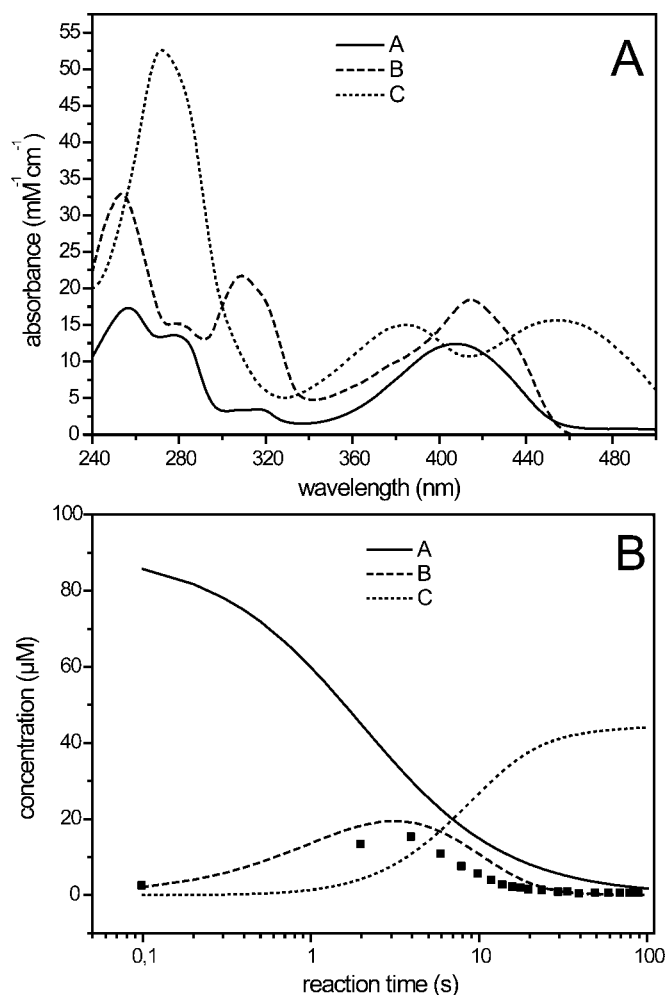 A
A
B
C
55
50
45
40
35
30
25
20
15
10
5
0
absorbance (mM⁻¹cm⁻¹)
240 280 320 360 400 440 480
wavelength (nm)
B
A
B
C
100
80
60
40
20
0
concentration (µM)
0,1 1 10 100
reaction time (s)